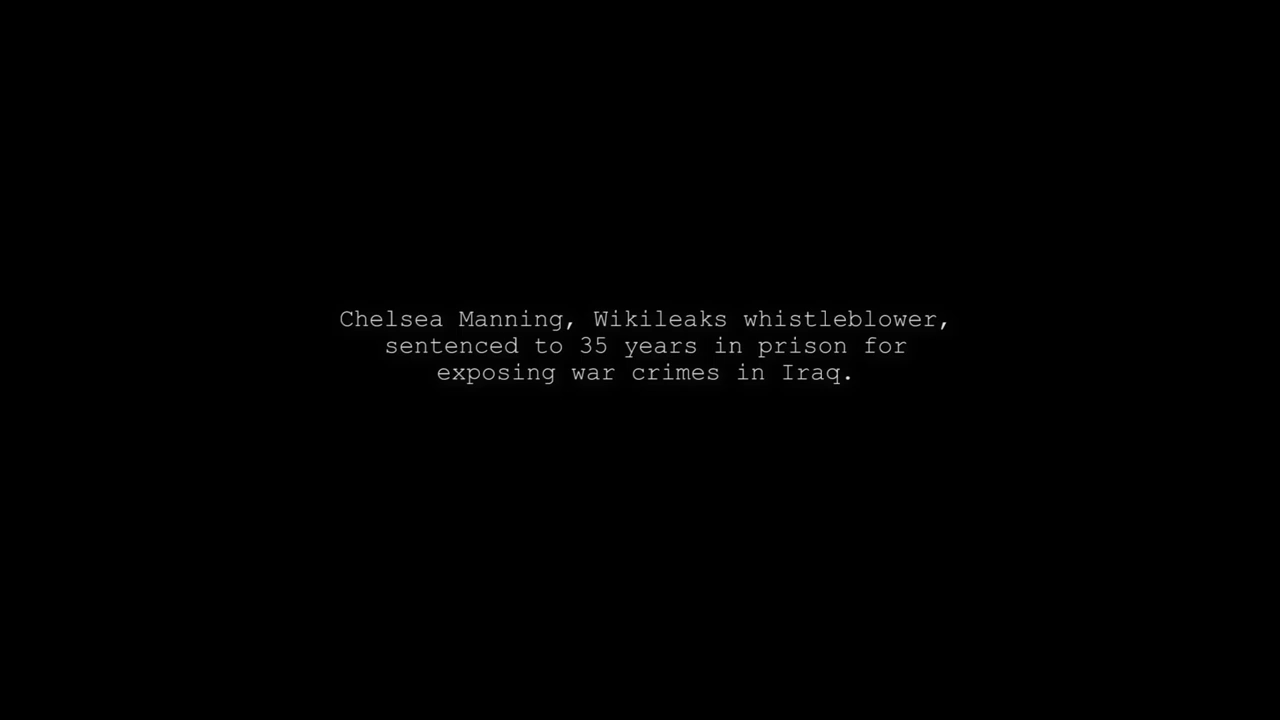 Chelsea Manning, Wikileaks whistleblower,
sentenced to 35 years in prison for
exposing war crimes in Iraq.